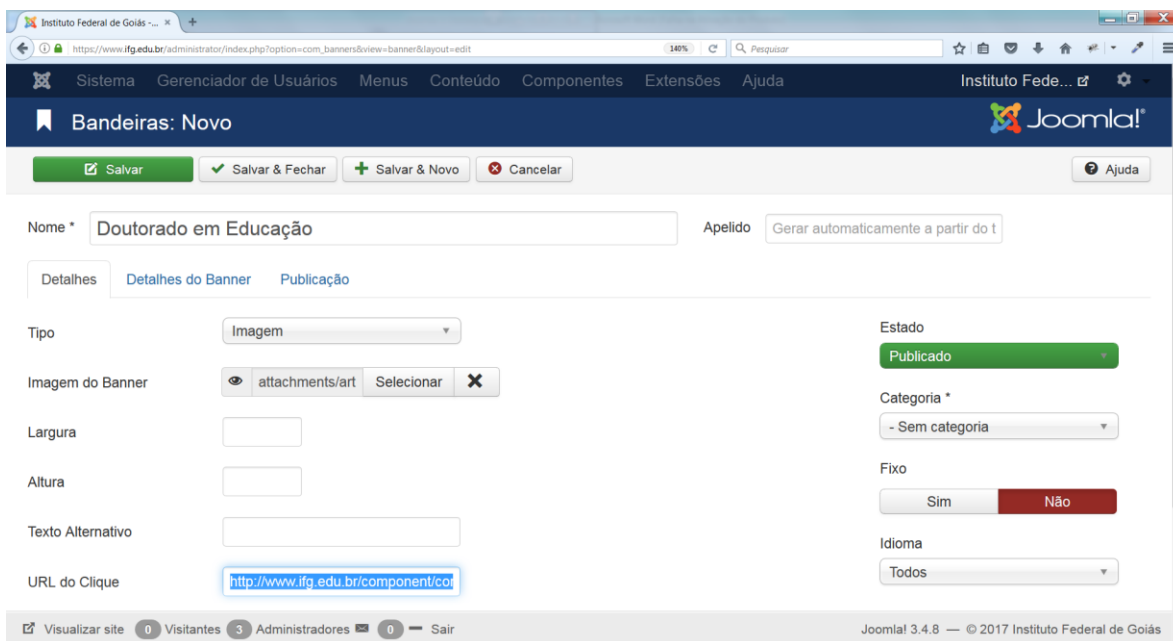 Instituto Federal de Goiás -... × +
https://www.ifg.edu.br/administrator/index.php?option=com_banners&view=banner&layout=edit 140% Pesquisar
Sistema Gerenciador de Usuários Menus Conteúdo Componentes Extensões Ajuda Instituto Fede...
Bandeiras: Novo Joomla!®
Salvar Salvar & Fechar Salvar & Novo Cancelar Ajuda
Nome * Doutorado em Educação Apelido Gerar automaticamente a partir do t
Detalhes Detalhes do Banner Publicação
Tipo Imagem
Estado
Publicado
Imagem do Banner attachments/art Selecionar
Categoria *
- Sem categoria
Largura
Altura
Fixo
Sim Não
Texto Alternativo
Idioma
Todos
URL do Clique http://www.ifg.edu.br/component/con
Visualizar site 0 Visitantes 3 Administradores 0 Sair Joomla! 3.4.8 — © 2017 Instituto Federal de Goiás